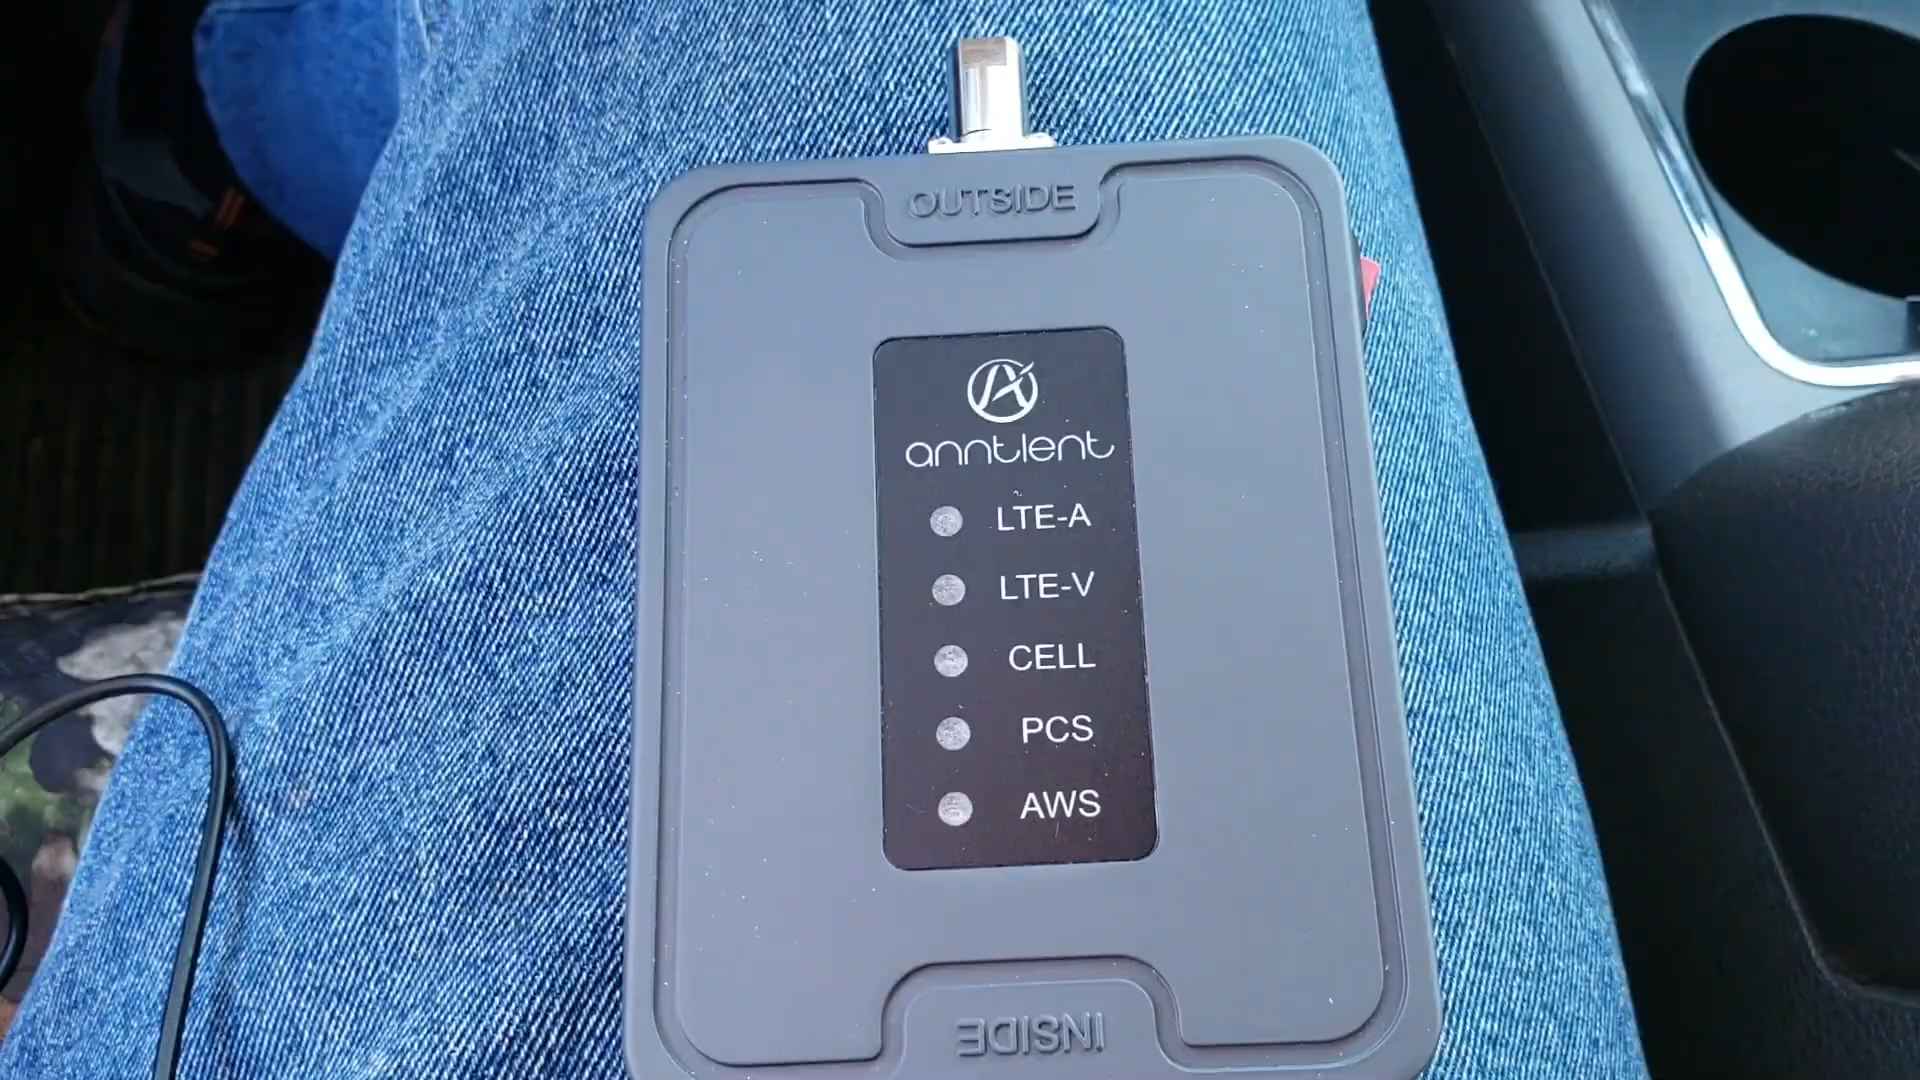 OUTSIDE
anntlent
LTE-A
LTE-V
CELL
PCS
AWS
INSIDE